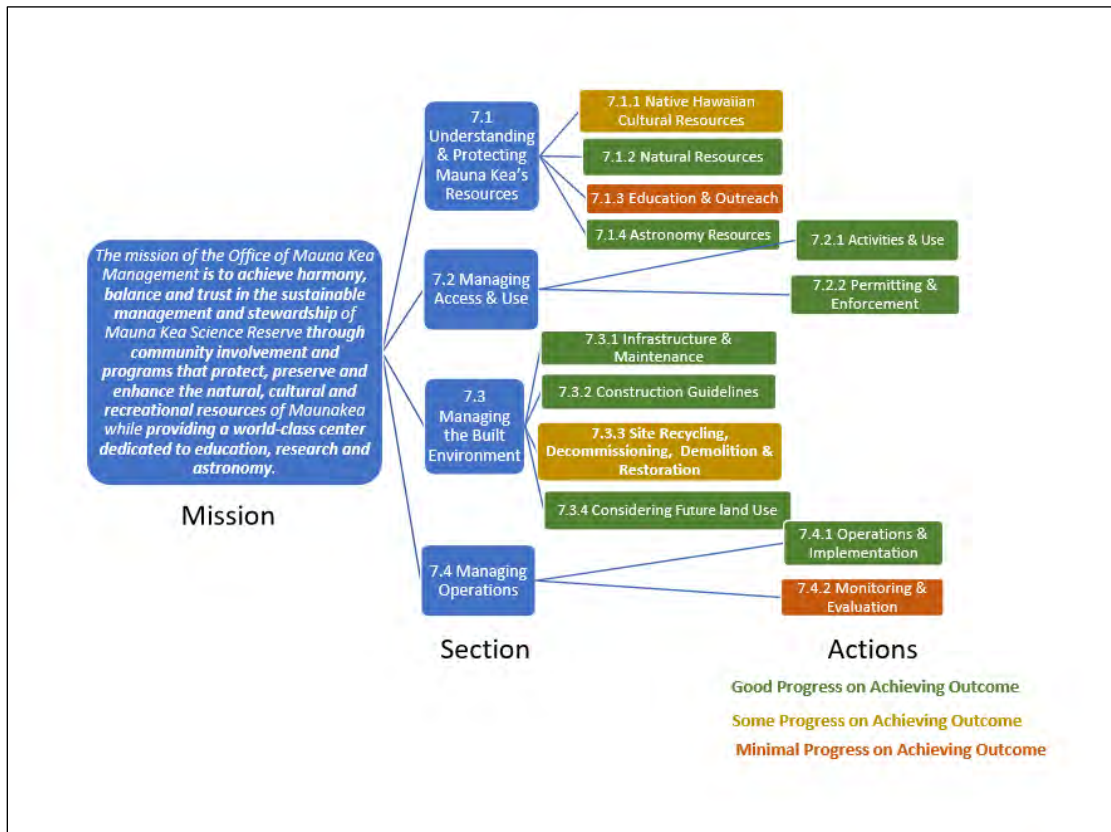 The mission of the Office of Mauna Kea
Management is to achieve harmony,
balance and trust in the sustainable
management and stewardship of
Mauna Kea Science Reserve through
community involvement and
programs that protect, preserve and
enhance the natural, cultural and
recreational resources of Maunakea
while providing a world-class center
dedicated to education, research and
astronomy.
Mission
7.1
Understanding
& Protecting
Mauna Kea's
Resources
7.2 Managing
Access & Use
7.3
Managing
the Built
Environment
7.4 Managing
Operations
Section
7.1.1 Native Hawaiian
Cultural Resources
7.1.2 Natural Resources
7.1.3 Education & Outreach
7.1.4 Astronomy Resources
7.2.1 Activities & Use
7.2.2 Permitting &
Enforcement
7.3.1 Infrastructure &
Maintenance
7.3.2 Construction Guidelines
7.3.3 Site Recycling,
Decommissioning, Demolition &
Restoration
7.3.4 Considering Future land Use
7.4.1 Operations &
Implementation
7.4.2 Monitoring &
Evaluation
Actions
Good Progress on Achieving Outcome
Some Progress on Achieving Outcome
Minimal Progress on Achieving Outcome